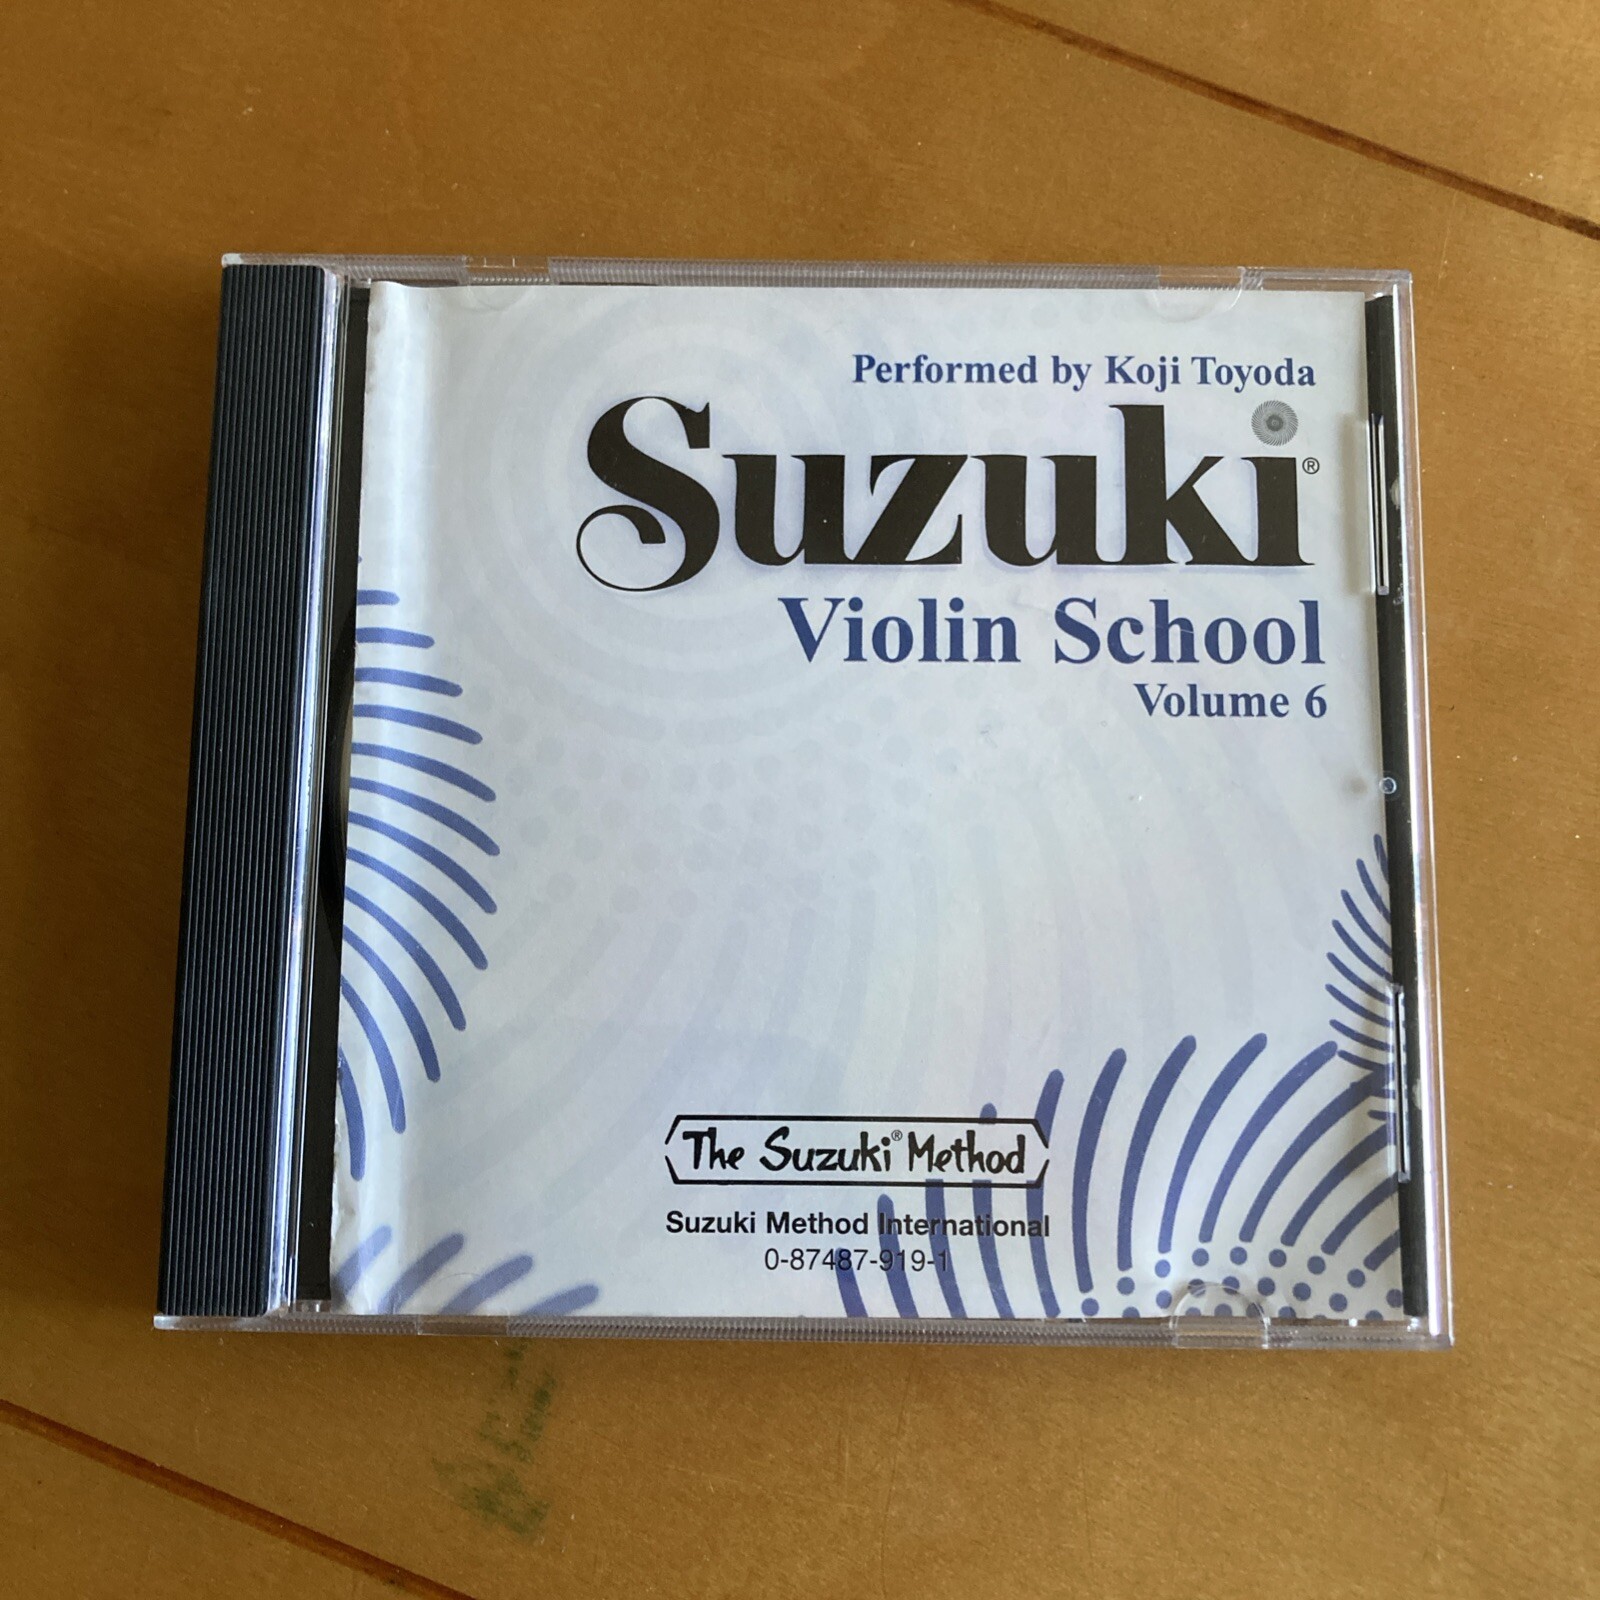 Performed by Koji Toyoda
Suzuki®
Violin School
Volume 6
The Suzuki® Method
Suzuki Method International
0-87487-919-1